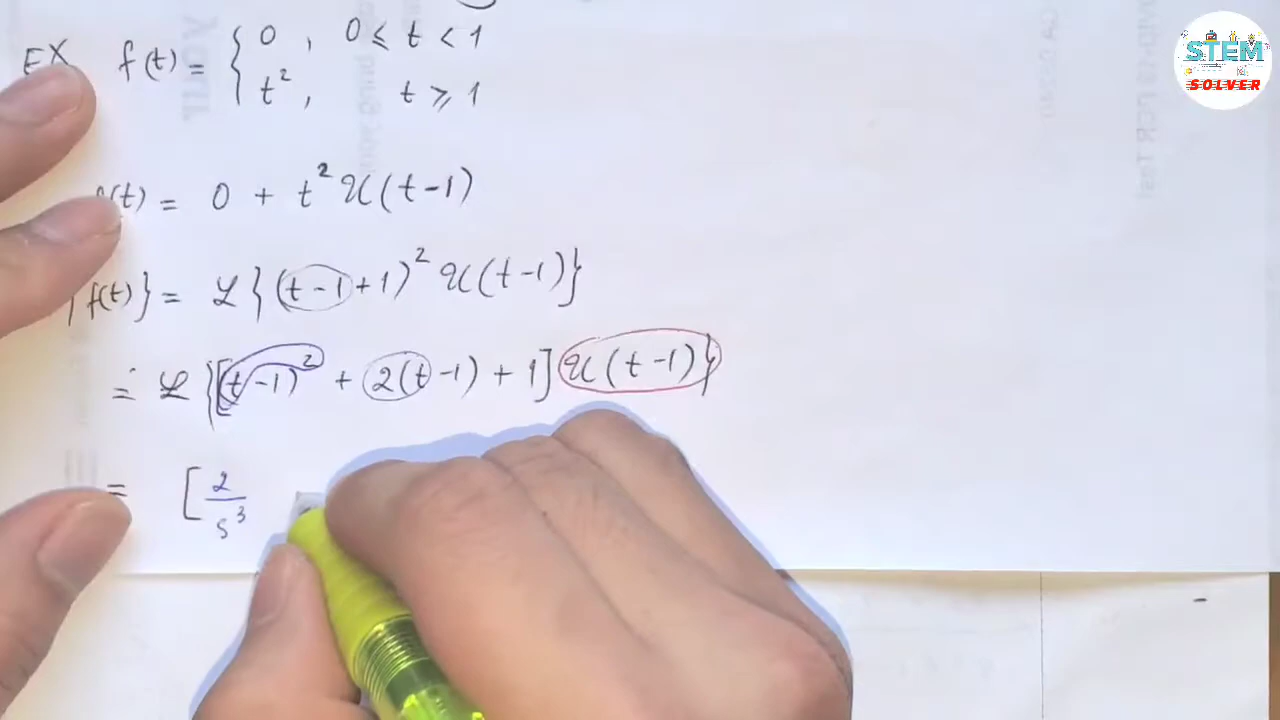 STEM
SOLVER
EX f(t) = { 0 , 0 ≤ t < 1
t² , t ≥ 1
(t) = 0 + t² 𝒰(t-1)
f(t)} = ℒ{(t-1+1)² 𝒰(t-1)}
= ℒ{[(t-1)² + 2(t-1) + 1] 𝒰(t-1)}
= [2/s³